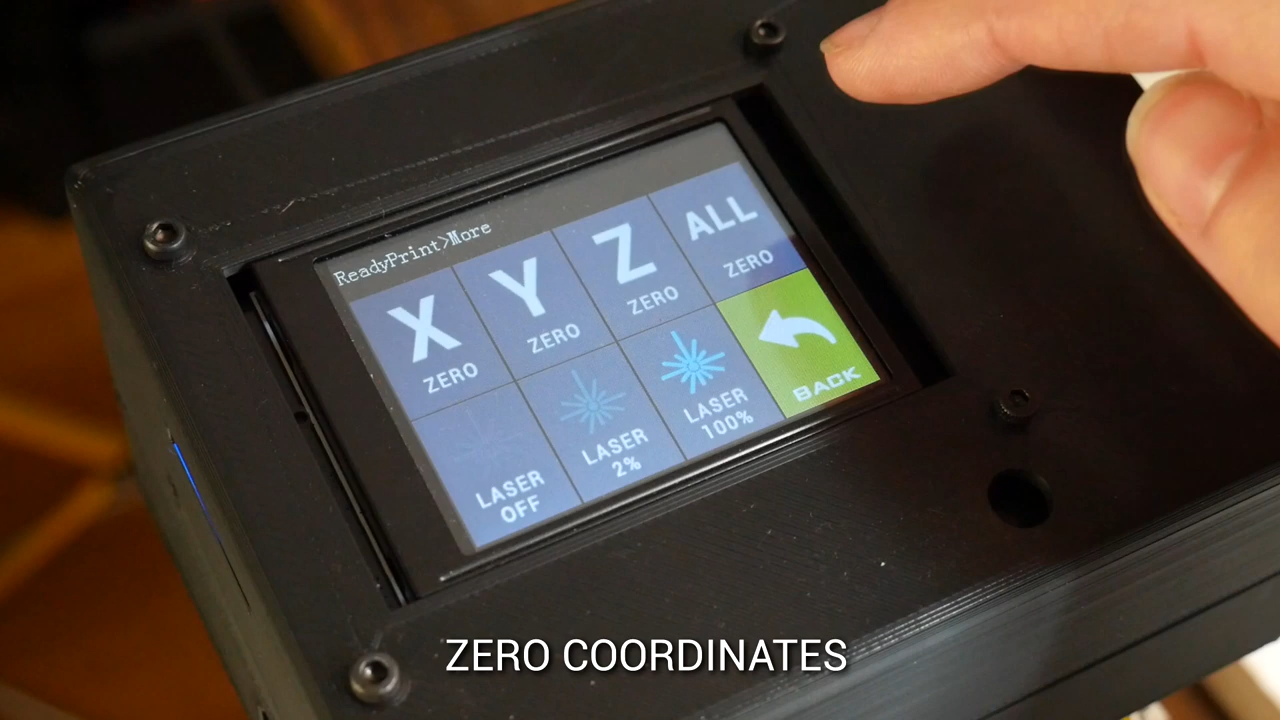 ReadyPrint>More
X
ZERO
Y
ZERO
Z
ZERO
ALL
ZERO
LASER
OFF
LASER
2%
LASER
100%
BACK
ZERO COORDINATES